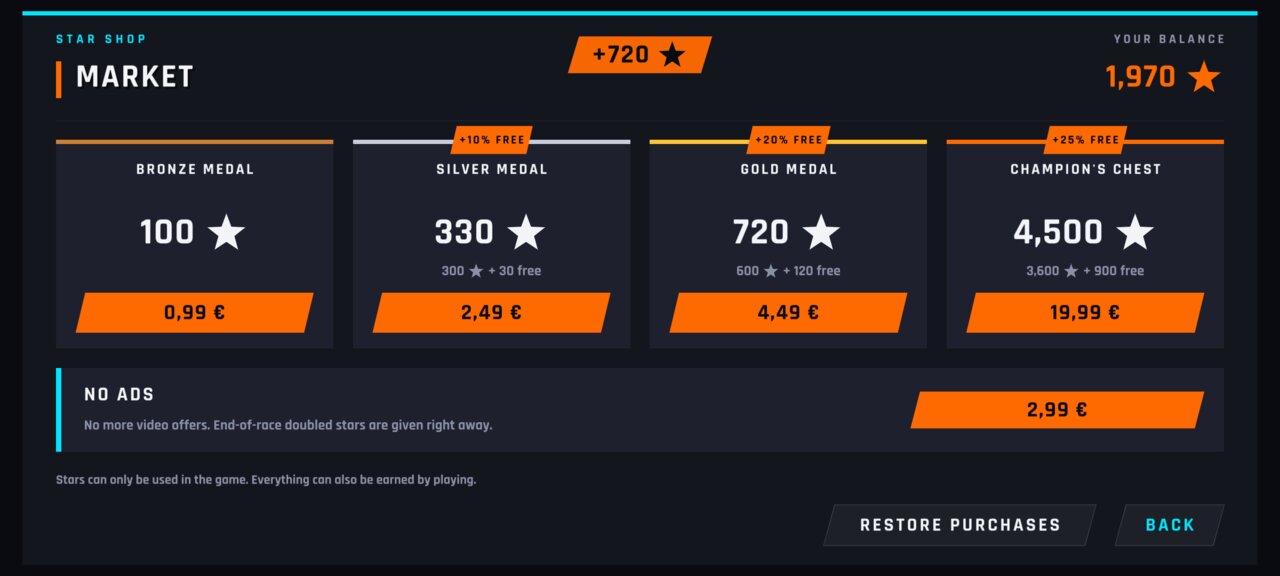 STAR SHOP
MARKET
+720 ★
YOUR BALANCE
1,970 ★
BRONZE MEDAL
100 ★
0,99 €
+10% FREE
SILVER MEDAL
330 ★
300 ★ + 30 free
2,49 €
+20% FREE
GOLD MEDAL
720 ★
600 ★ + 120 free
4,49 €
+25% FREE
CHAMPION'S CHEST
4,500 ★
3,600 ★ + 900 free
19,99 €
NO ADS
No more video offers. End-of-race doubled stars are given right away.
2,99 €
Stars can only be used in the game. Everything can also be earned by playing.
RESTORE PURCHASES
BACK